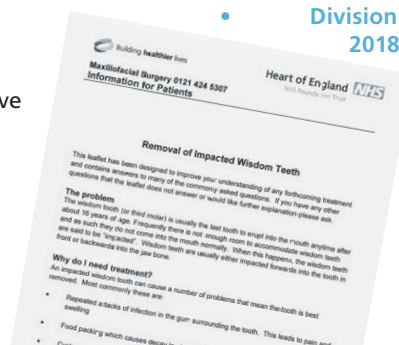 • Division
2018
ve
Building healthier lives
Heart of England NHS
Maxillofacial Surgery 0121 424 5307
Information for Patients
Removal of Impacted Wisdom Teeth
This leaflet has been designed to improve your understanding of any forthcoming treatment
and contains answers to many of the commonly asked questions. If you have any other
questions that the leaflet does not answer or would like further explanation please ask.
The problem
The wisdom tooth (or third molar) is usually the last tooth to erupt into the mouth anytime after
about 16 years of age. Frequently there is not enough room to accommodate wisdom teeth
and as such they do not come into the mouth normally. When this happens, the wisdom teeth
are said to be "impacted". Wisdom teeth are usually either impacted forwards into the tooth in
front or backwards into the jaw bone.
Why do I need treatment?
An impacted wisdom tooth can cause a number of problems that mean the tooth is best
removed. Most commonly these are:
• Repeated attacks of infection in the gum surrounding the tooth. This leads to pain and
swelling
• Food packing which causes decay in
•